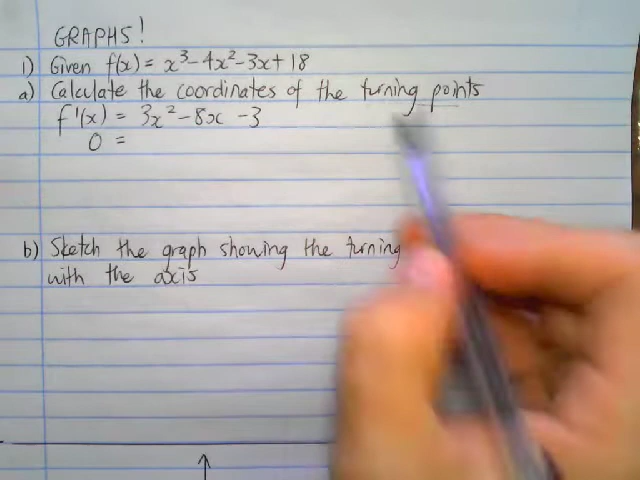 GRAPHS!
1) Given f(x) = x³-4x²-3x+18
a) Calculate the coordinates of the turning points
f'(x) = 3x²-8x-3
0 =
b) Sketch the graph showing the turning
with the axis